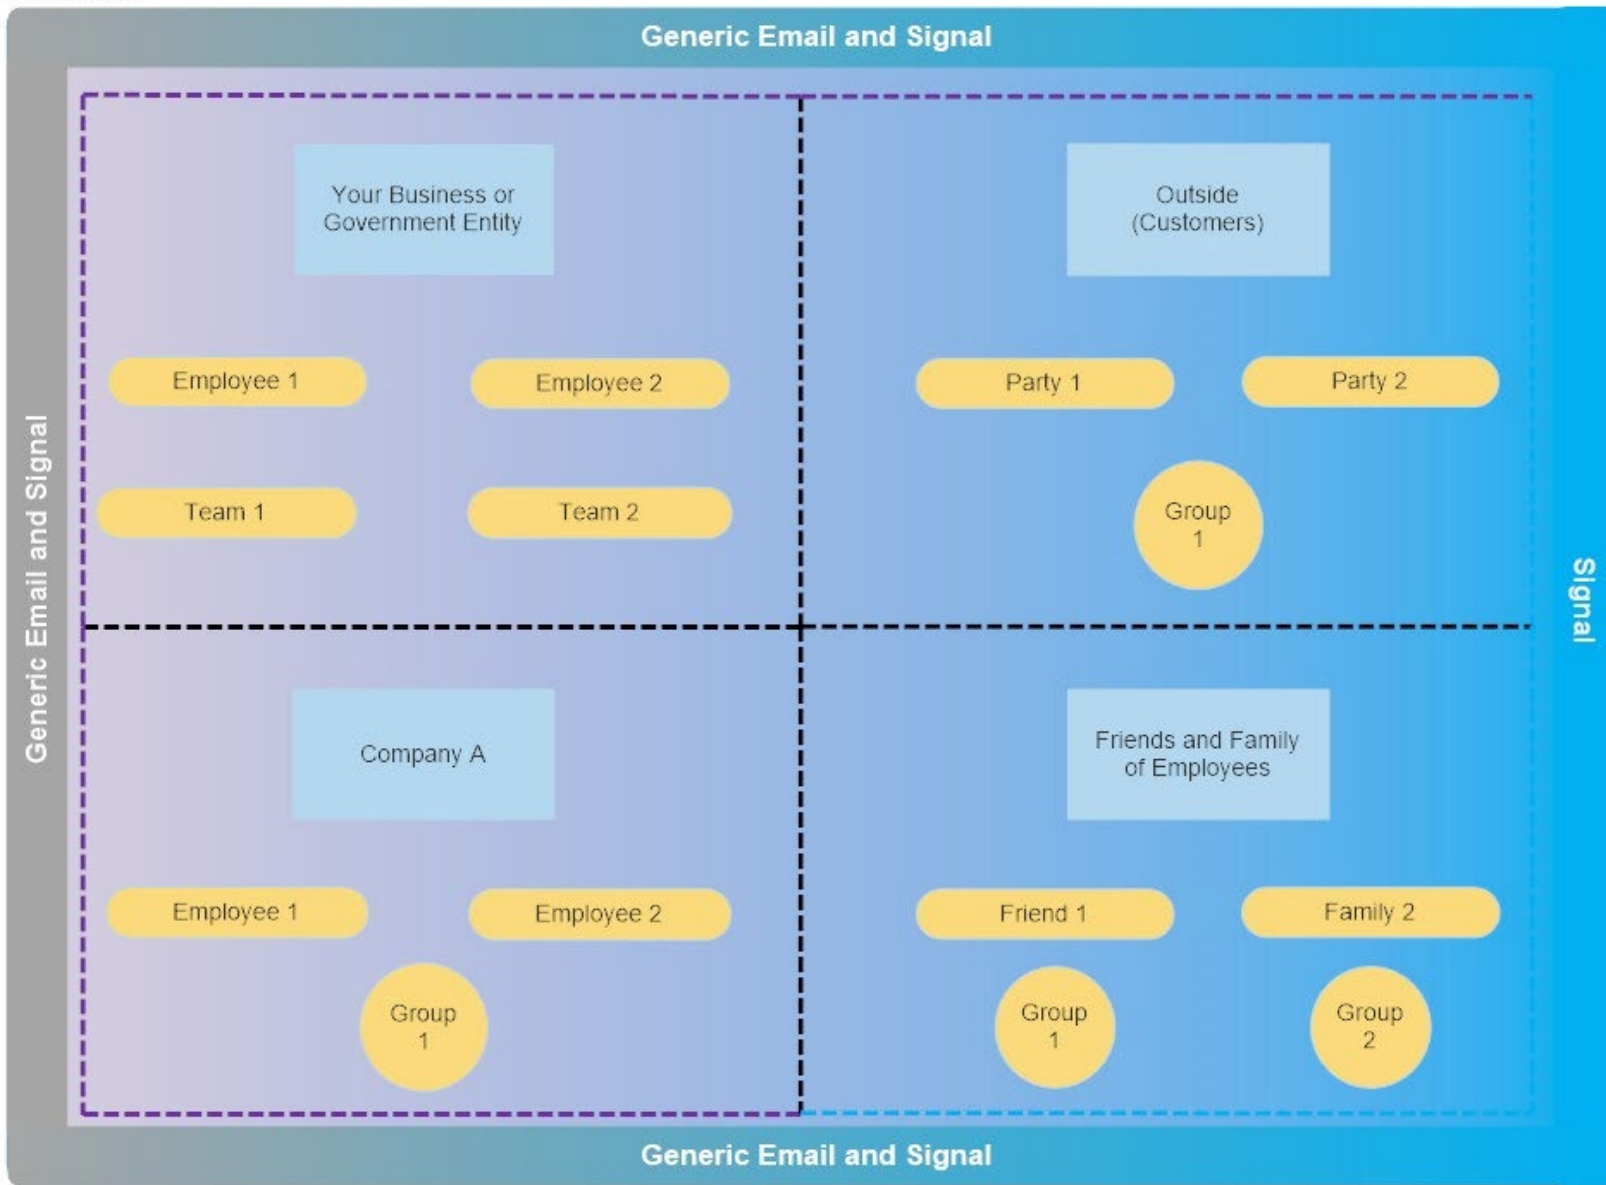 Generic Email and Signal
Your Business or
Government Entity
Outside
(Customers)
Employee 1
Employee 2
Party 1
Party 2
Team 1
Team 2
Group
1
Generic Email and Signal
Signal
Company A
Friends and Family
of Employees
Employee 1
Employee 2
Friend 1
Family 2
Group
1
Group
1
Group
2
Generic Email and Signal